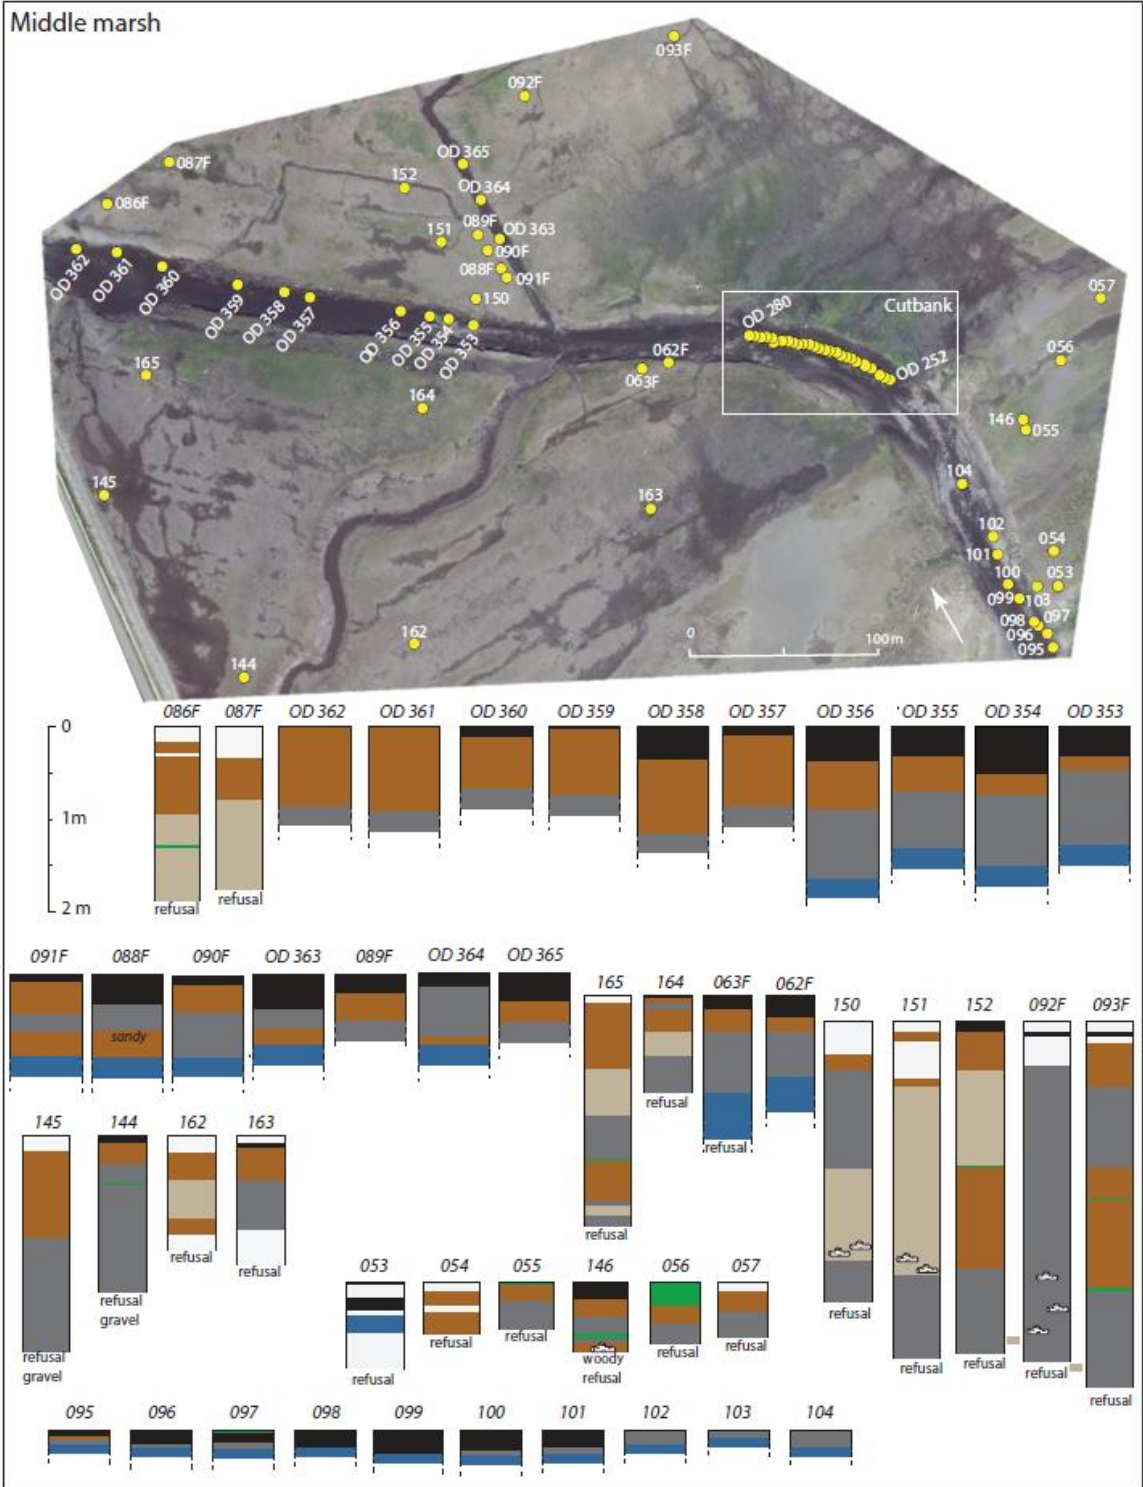 Middle marsh
093F
092F
087F
OD 365
152
086F
OD 364
089F
OD 363
151
090F
088F
091F
OD 362
OD 361
OD 360
OD 359
OD 358
OD 357
150
OD 356
OD 355
OD 354
OD 353
OD 280
Cutbank
057
062F
063F
056
OD 252
165
164
146
055
145
163
104
102
101
054
100
053
099
103
098
097
096
095
0
100 m
162
144
086F 087F OD 362 OD 361 OD 360 OD 359 OD 358 OD 357 OD 356 OD 355 OD 354 OD 353
0
1m
2 m
refusal refusal
091F 088F 090F OD 363 089F OD 364 OD 365
165 164 063F 062F
150 151 152 092F 093F
sandy
refusal
refusal
145 144 162 163
refusal
refusal
refusal
refusal
gravel
refusal
gravel
053 054 055 146 056 057
refusal
refusal
refusal
refusal
refusal
refusal
woody
refusal
refusal
refusal
refusal
refusal
refusal
095 096 097 098 099 100 101 102 103 104